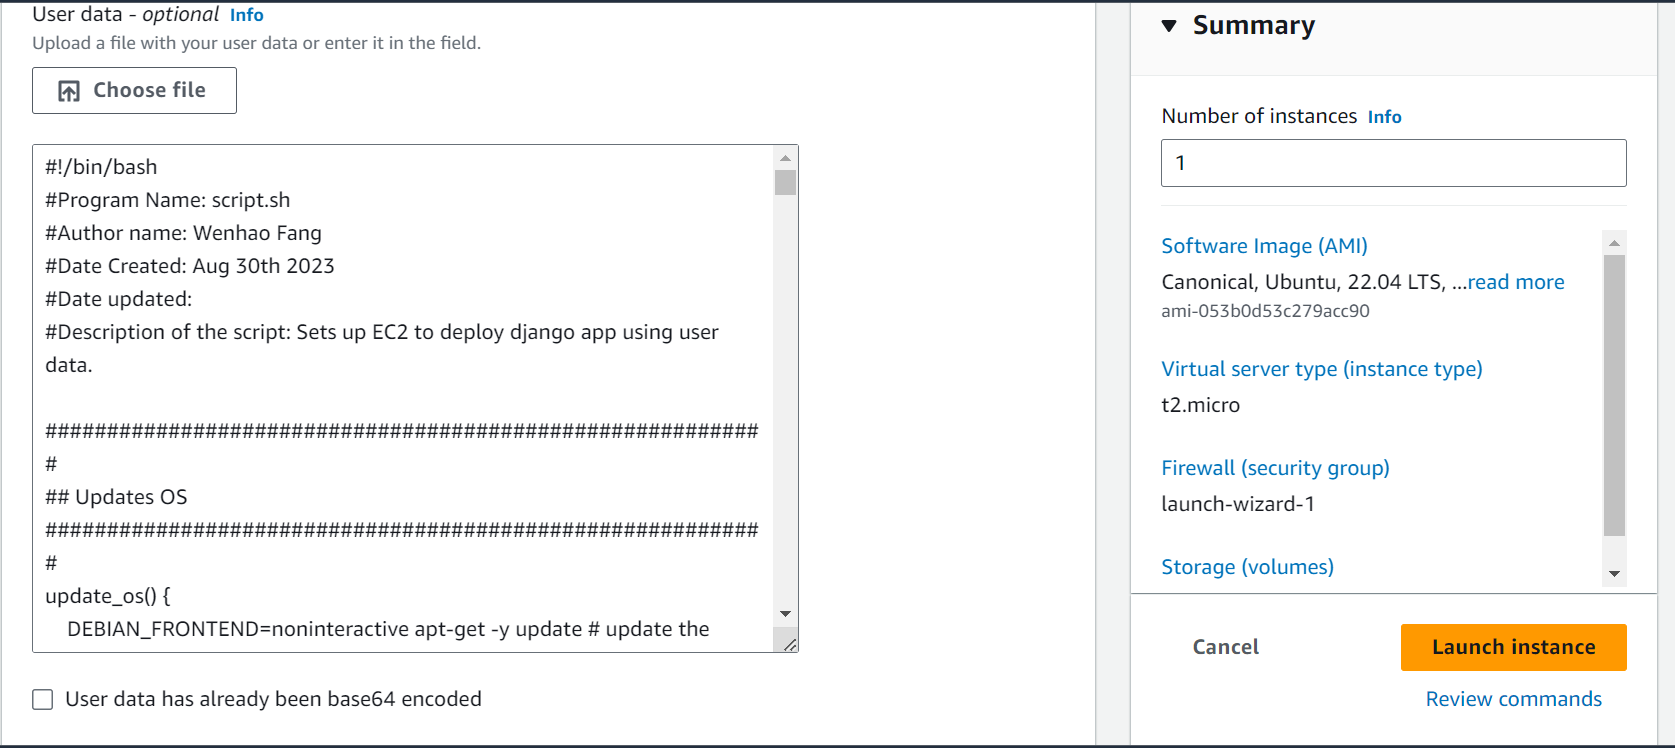 User data - optional Info
Upload a file with your user data or enter it in the field.
Choose file
#!/bin/bash
#Program Name: script.sh
#Author name: Wenhao Fang
#Date Created: Aug 30th 2023
#Date updated:
#Description of the script: Sets up EC2 to deploy django app using user
data.
##########################################################
#
## Updates OS
##########################################################
#
update_os() {
DEBIAN_FRONTEND=noninteractive apt-get -y update # update the
User data has already been base64 encoded
Summary
Number of instances Info
1
Software Image (AMI)
Canonical, Ubuntu, 22.04 LTS, ...read more
ami-053b0d53c279acc90
Virtual server type (instance type)
t2.micro
Firewall (security group)
launch-wizard-1
Storage (volumes)
Cancel
Launch instance
Review commands